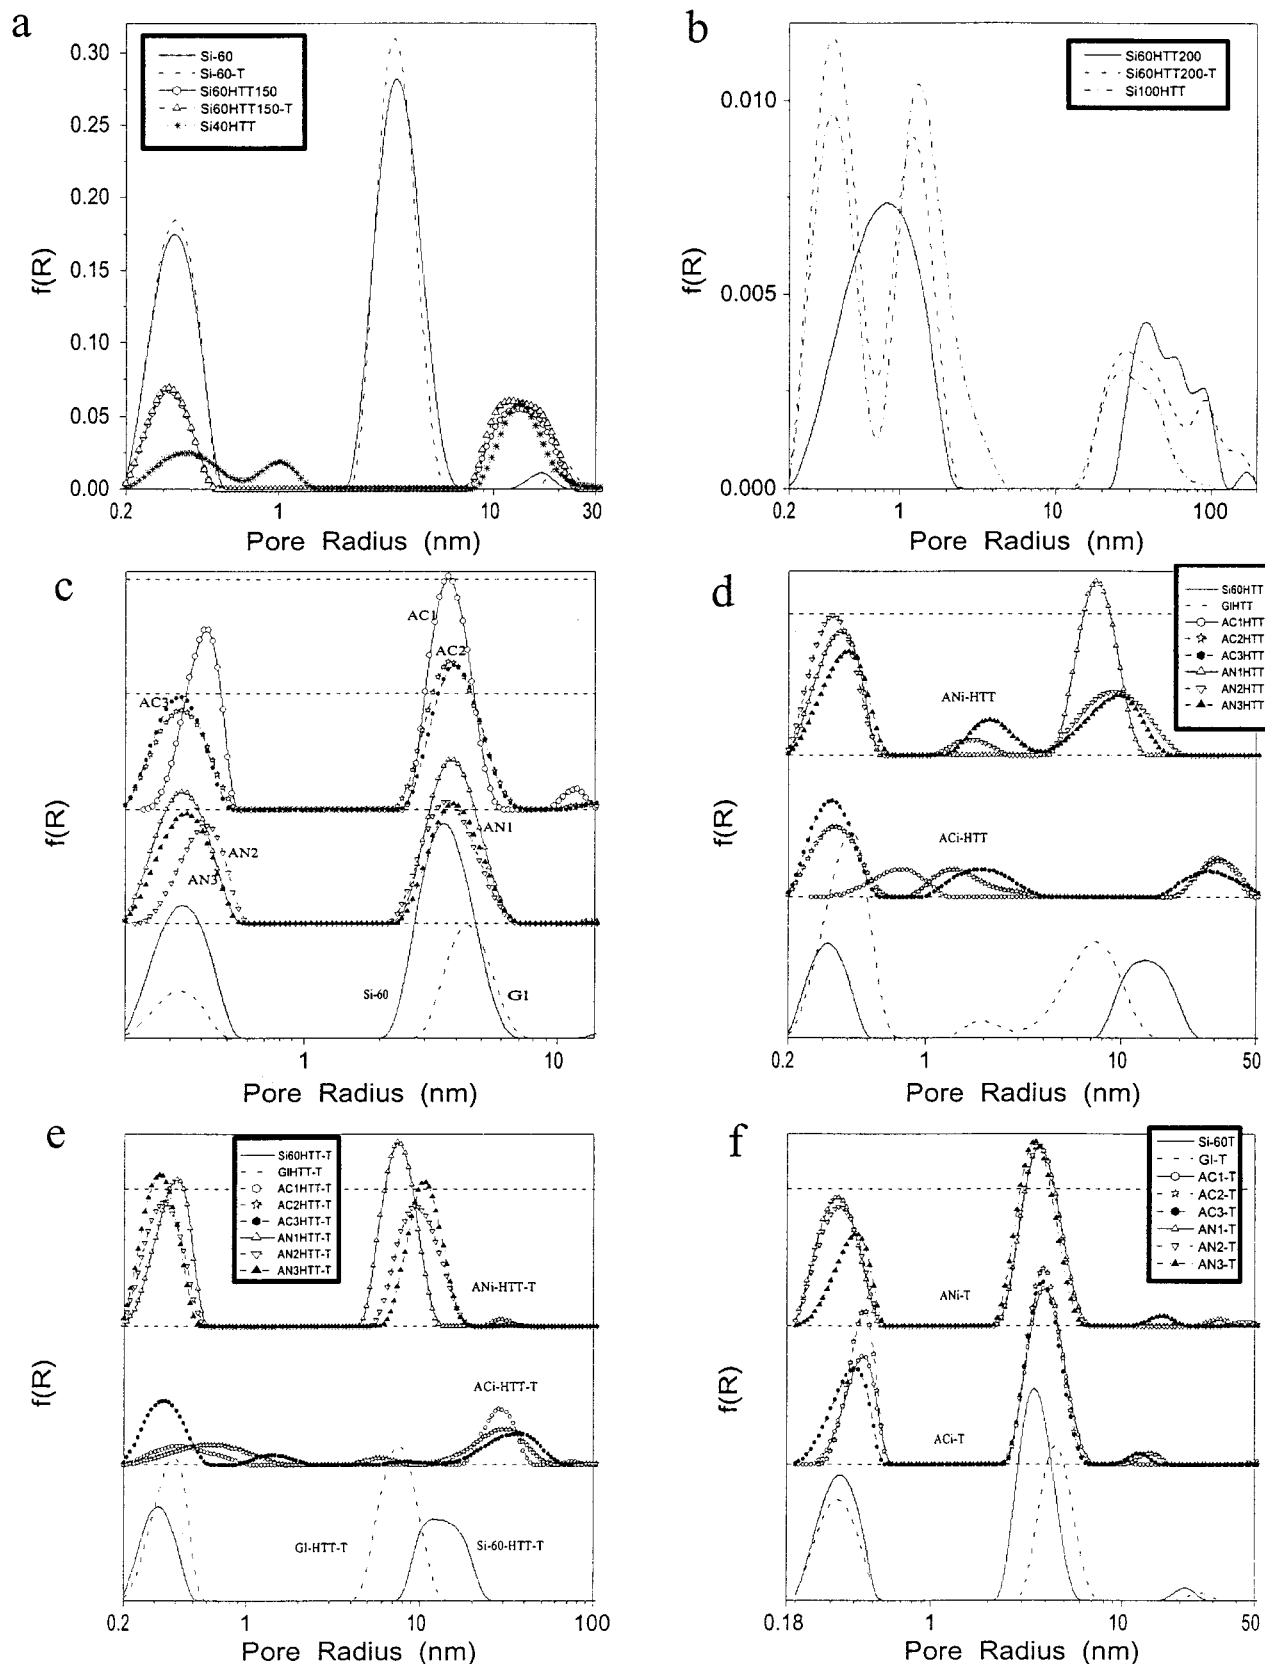 a
0.30
0.25
0.20
0.15
0.10
0.05
0.00
f(R)
Si-60
Si-60-T
Si60HTT150
Si60HTT150-T
Si40HTT
0.2 1 10 30
Pore Radius (nm)
b
0.010
0.005
0.000
f(R)
Si60HTT200
Si60HTT200-T
Si100HTT
0.2 1 10 100
Pore Radius (nm)
c
f(R)
AC1
AC2
AC3
AN1
AN2
AN3
Si-60
G1
1 10
Pore Radius (nm)
d
f(R)
Si60HTT
GIHTT
AC1HTT
AC2HTT
AC3HTT
AN1HTT
AN2HTT
AN3HTT
ANi-HTT
ACi-HTT
0.2 1 10 50
Pore Radius (nm)
e
f(R)
Si60HTT-T
GIHTT-T
AC1HTT-T
AC2HTT-T
AC3HTT-T
AN1HTT-T
AN2HTT-T
AN3HTT-T
ANi-HTT-T
ACi-HTT-T
GI-HTT-T
Si-60-HTT-T
0.2 1 10 100
Pore Radius (nm)
f
f(R)
Si-60T
GI-T
AC1-T
AC2-T
AC3-T
AN1-T
AN2-T
AN3-T
ANi-T
ACi-T
0.18 1 10 50
Pore Radius (nm)